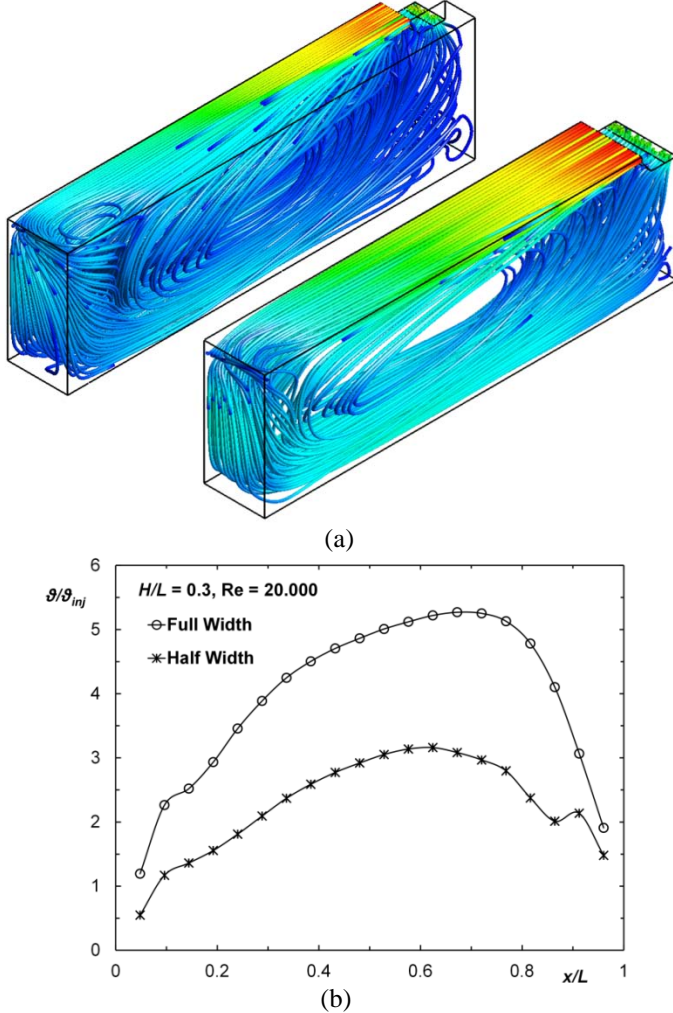 (a)
6
ϑ/ϑinj
H/L = 0.3, Re = 20.000
5
Full Width
4
Half Width
3
2
1
0
0 0.2 0.4 0.6 0.8 x/L 1
(b)